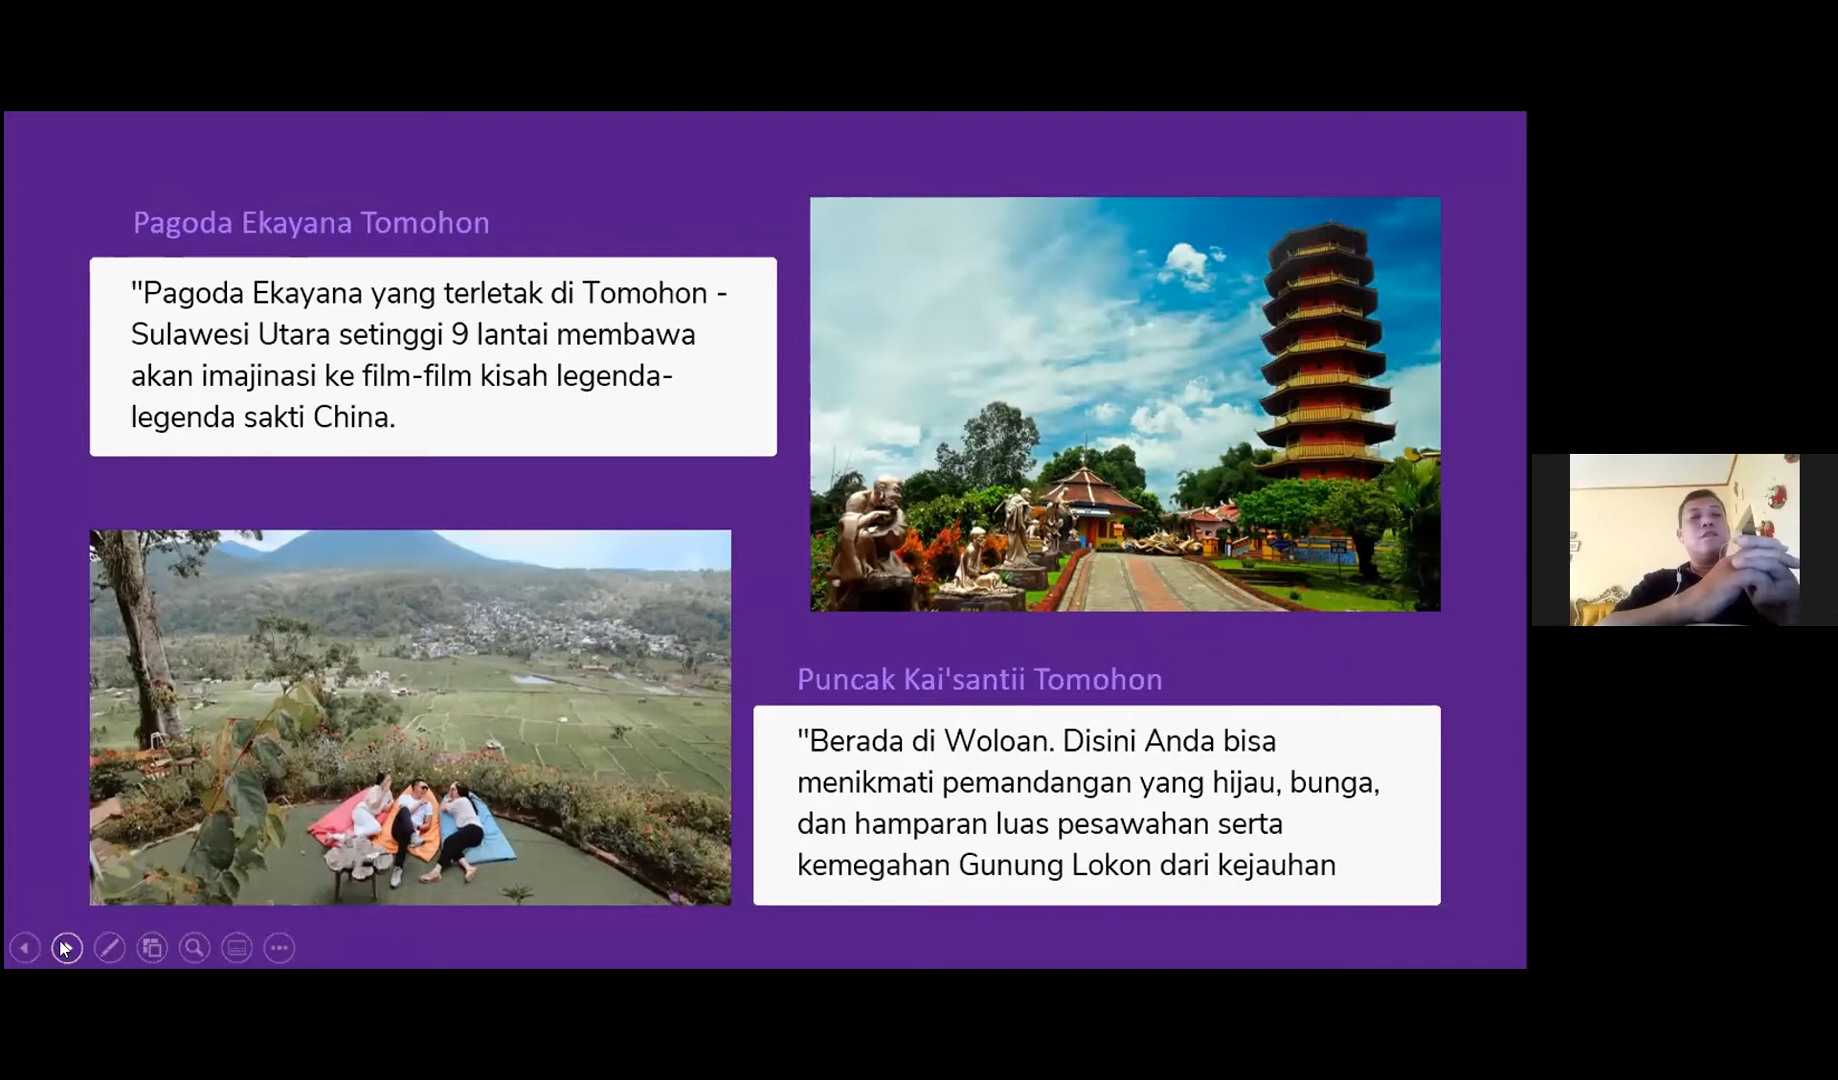 Pagoda Ekayana Tomohon
"Pagoda Ekayana yang terletak di Tomohon -
Sulawesi Utara setinggi 9 lantai membawa
akan imajinasi ke film-film kisah legenda-
legenda sakti China.
Puncak Kai'santii Tomohon
"Berada di Woloan. Disini Anda bisa
menikmati pemandangan yang hijau, bunga,
dan hamparan luas pesawahan serta
kemegahan Gunung Lokon dari kejauhan